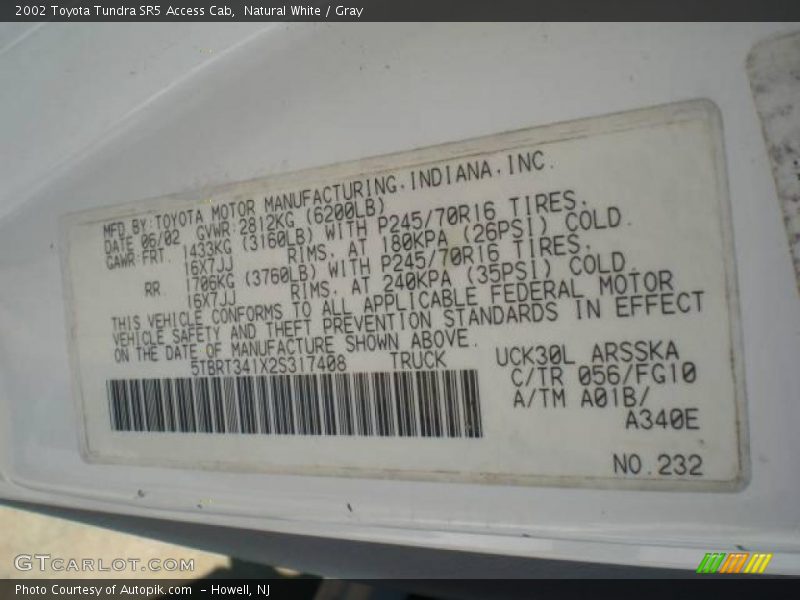 2002 Toyota Tundra SR5 Access Cab,  Natural White / Gray
MFD.BY:TOYOTA MOTOR MANUFACTURING.INDIANA.INC.
DATE 06/02  GVWR:2812KG (6200LB)
GAWR:FRT. 1433KG (3160LB) WITH P245/70R16 TIRES.
16X7JJ RIMS. AT 180KPA (26PSI) COLD.
RR. 1706KG (3760LB) WITH P245/70R16 TIRES.
16X7JJ RIMS. AT 240KPA (35PSI) COLD.
THIS VEHICLE CONFORMS TO ALL APPLICABLE FEDERAL MOTOR
VEHICLE SAFETY AND THEFT PREVENTION STANDARDS IN EFFECT
ON THE DATE OF MANUFACTURE SHOWN ABOVE.
5TBRT341X2S317408 TRUCK
UCK30L ARSSKA
C/TR 056/FG10
A/TM A01B/
A340E
NO.232
GTCARLOT.COM
Photo Courtesy of Autopik.com  – Howell, NJ